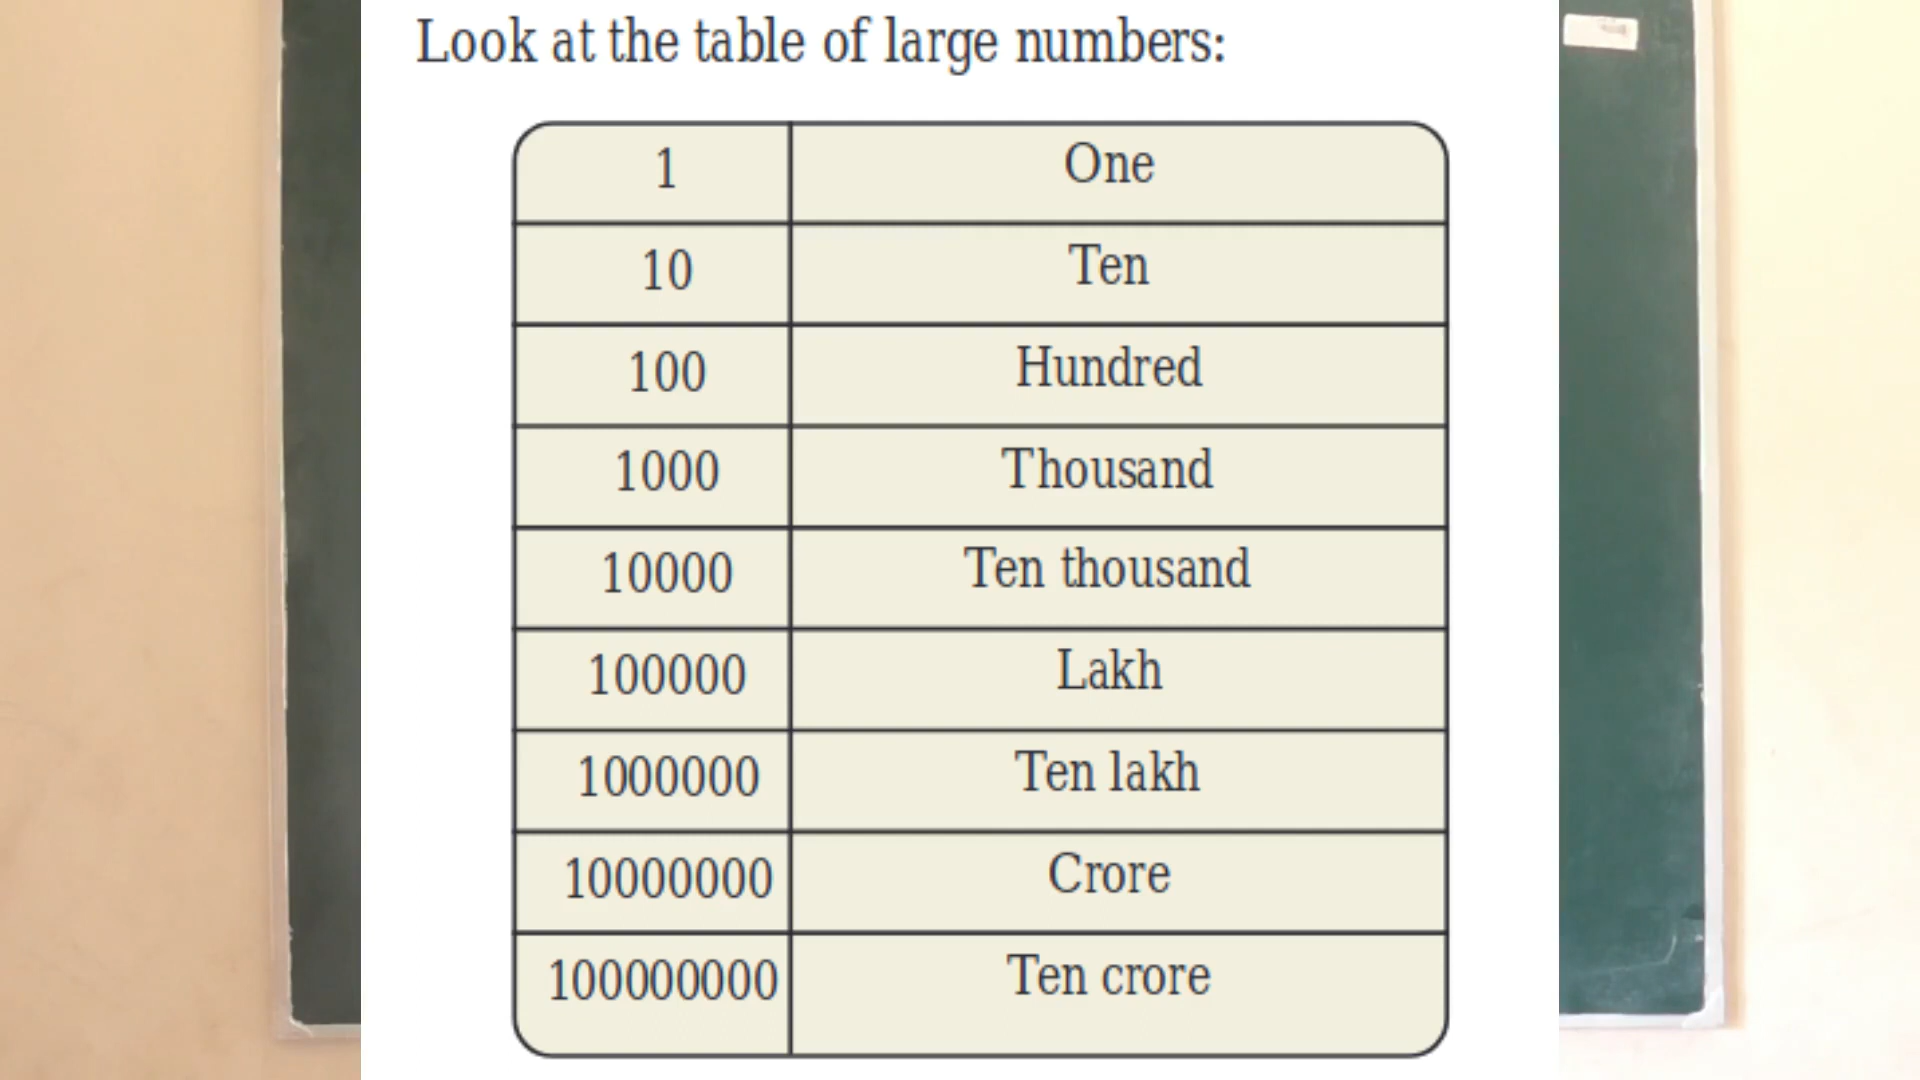 Look at the table of large numbers:
1 One
10 Ten
100 Hundred
1000 Thousand
10000 Ten thousand
100000 Lakh
1000000 Ten lakh
10000000 Crore
100000000 Ten crore